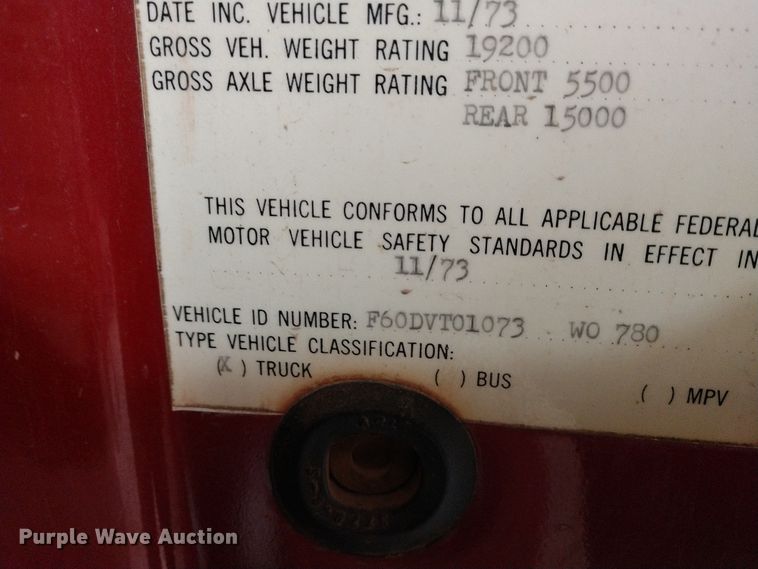 DATE INC. VEHICLE MFG.: 11/73
GROSS VEH. WEIGHT RATING 19200
GROSS AXLE WEIGHT RATING FRONT 5500
REAR 15000
THIS VEHICLE CONFORMS TO ALL APPLICABLE FEDERAL
MOTOR VEHICLE SAFETY STANDARDS IN EFFECT IN
11/73
VEHICLE ID NUMBER: F60DVT01073 WO 780
TYPE VEHICLE CLASSIFICATION:
(X) TRUCK ( ) BUS ( ) MPV
Purple Wave Auction®